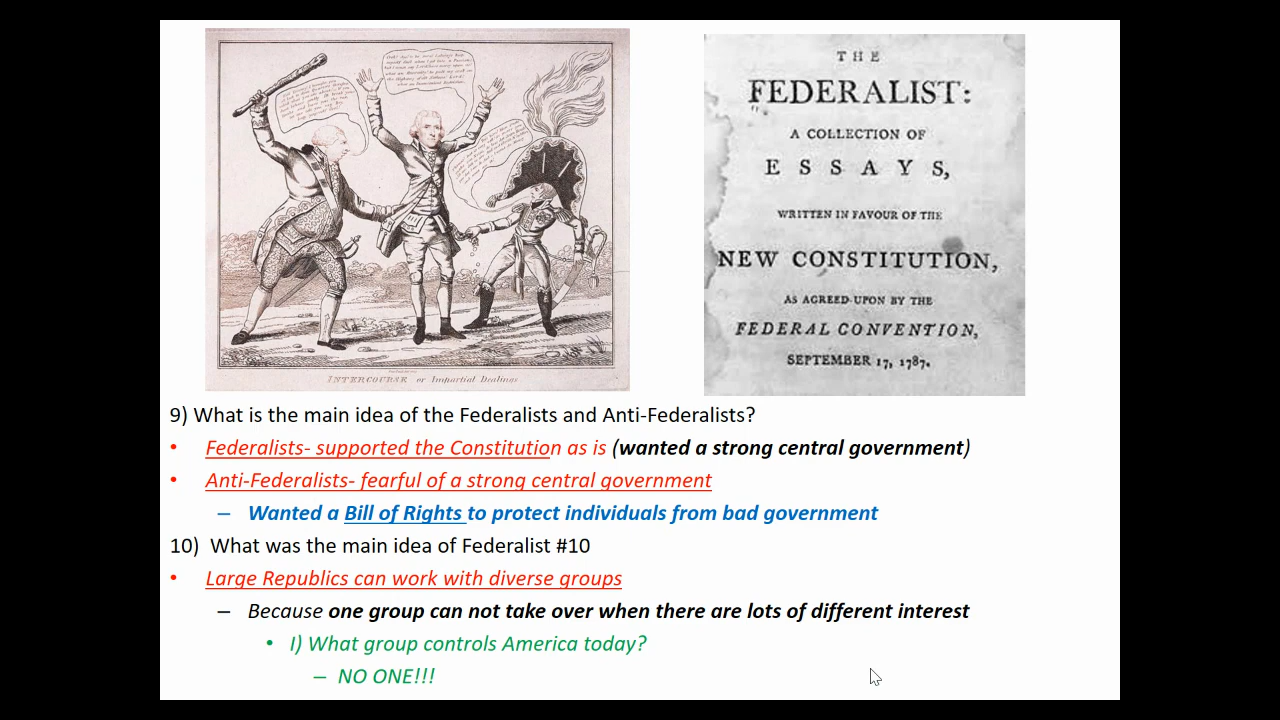 THE
FEDERALIST:
A COLLECTION OF
ESSAYS,
WRITTEN IN FAVOUR OF THE
NEW CONSTITUTION,
AS AGREED UPON BY THE
FEDERAL CONVENTION,
SEPTEMBER 17, 1787.
INTERCOURSE or Impartial Dealings
9) What is the main idea of the Federalists and Anti-Federalists?
• Federalists- supported the Constitution as is (wanted a strong central government)
• Anti-Federalists- fearful of a strong central government
– Wanted a Bill of Rights to protect individuals from bad government
10) What was the main idea of Federalist #10
• Large Republics can work with diverse groups
– Because one group can not take over when there are lots of different interest
• I) What group controls America today?
– NO ONE!!!